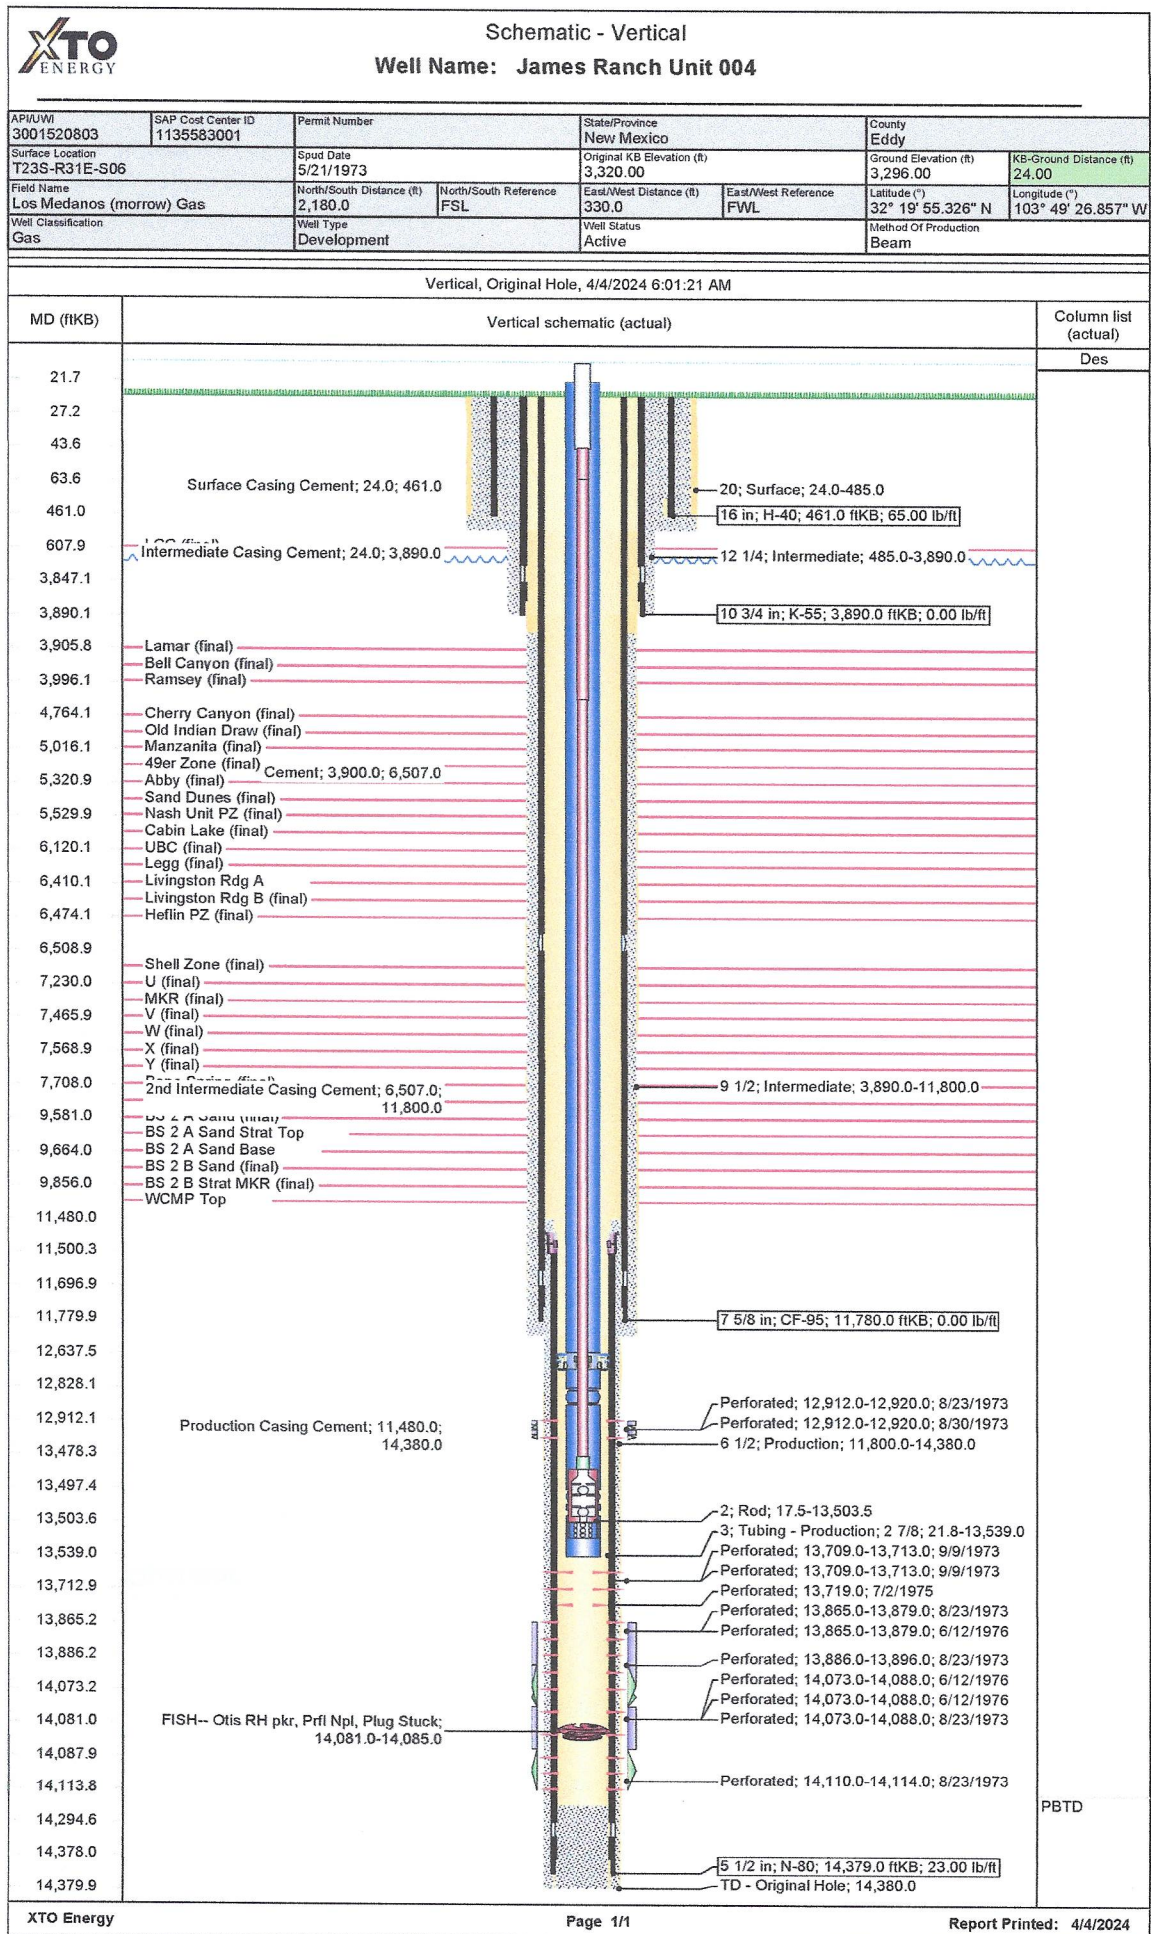 XTO
ENERGY
Schematic - Vertical
Well Name: James Ranch Unit 004
API/UWI
3001520803
SAP Cost Center ID
1135583001
Permit Number
State/Province
New Mexico
County
Eddy
Surface Location
T23S-R31E-S06
Spud Date
5/21/1973
Original KB Elevation (ft)
3,320.00
Ground Elevation (ft)
3,296.00
KB-Ground Distance (ft)
24.00
Field Name
Los Medanos (morrow) Gas
North/South Distance (ft)
2,180.0
North/South Reference
FSL
East/West Distance (ft)
330.0
East/West Reference
FWL
Latitude (°)
32° 19' 55.326" N
Longitude (°)
103° 49' 26.857" W
Well Classification
Gas
Well Type
Development
Well Status
Active
Method Of Production
Beam
Vertical, Original Hole, 4/4/2024 6:01:21 AM
MD (ftKB)
Vertical schematic (actual)
Column list
(actual)
Des
21.7
27.2
43.6
63.6
461.0
607.9
3,847.1
3,890.1
3,905.8
3,996.1
4,764.1
5,016.1
5,320.9
5,529.9
6,120.1
6,410.1
6,474.1
6,508.9
7,230.0
7,465.9
7,568.9
7,708.0
9,581.0
9,664.0
9,856.0
11,480.0
11,500.3
11,696.9
11,779.9
12,637.5
12,828.1
12,912.1
13,478.3
13,497.4
13,503.6
13,539.0
13,712.9
13,865.2
13,886.2
14,073.2
14,081.0
14,087.9
14,113.8
14,294.6
14,378.0
14,379.9
Surface Casing Cement; 24.0; 461.0
Intermediate Casing Cement; 24.0; 3,890.0
Lamar (final)
Bell Canyon (final)
Ramsey (final)
Cherry Canyon (final)
Old Indian Draw (final)
Manzanita (final)
49er Zone (final)
Cement; 3,900.0; 6,507.0
Abby (final)
Sand Dunes (final)
Nash Unit PZ (final)
Cabin Lake (final)
UBC (final)
Legg (final)
Livingston Rdg A
Livingston Rdg B (final)
Heflin PZ (final)
Shell Zone (final)
U (final)
MKR (final)
V (final)
W (final)
X (final)
Y (final)
2nd Intermediate Casing Cement; 6,507.0;
11,800.0
BS 2 A Sand (final)
BS 2 A Sand Strat Top
BS 2 A Sand Base
BS 2 B Sand (final)
BS 2 B Strat MKR (final)
WCMP Top
Production Casing Cement; 11,480.0;
14,380.0
FISH-- Otis RH pkr, Prfl Npl, Plug Stuck;
14,081.0-14,085.0
20; Surface; 24.0-485.0
16 in; H-40; 461.0 ftKB; 65.00 lb/ft
12 1/4; Intermediate; 485.0-3,890.0
10 3/4 in; K-55; 3,890.0 ftKB; 0.00 lb/ft
9 1/2; Intermediate; 3,890.0-11,800.0
7 5/8 in; CF-95; 11,780.0 ftKB; 0.00 lb/ft
Perforated; 12,912.0-12,920.0; 8/23/1973
Perforated; 12,912.0-12,920.0; 8/30/1973
6 1/2; Production; 11,800.0-14,380.0
2; Rod; 17.5-13,503.5
3; Tubing - Production; 2 7/8; 21.8-13,539.0
Perforated; 13,709.0-13,713.0; 9/9/1973
Perforated; 13,709.0-13,713.0; 9/9/1973
Perforated; 13,719.0; 7/2/1975
Perforated; 13,865.0-13,879.0; 8/23/1973
Perforated; 13,865.0-13,879.0; 6/12/1976
Perforated; 13,886.0-13,896.0; 8/23/1973
Perforated; 14,073.0-14,088.0; 6/12/1976
Perforated; 14,073.0-14,088.0; 6/12/1976
Perforated; 14,073.0-14,088.0; 8/23/1973
Perforated; 14,110.0-14,114.0; 8/23/1973
PBTD
5 1/2 in; N-80; 14,379.0 ftKB; 23.00 lb/ft
TD - Original Hole; 14,380.0
XTO Energy
Page 1/1
Report Printed: 4/4/2024